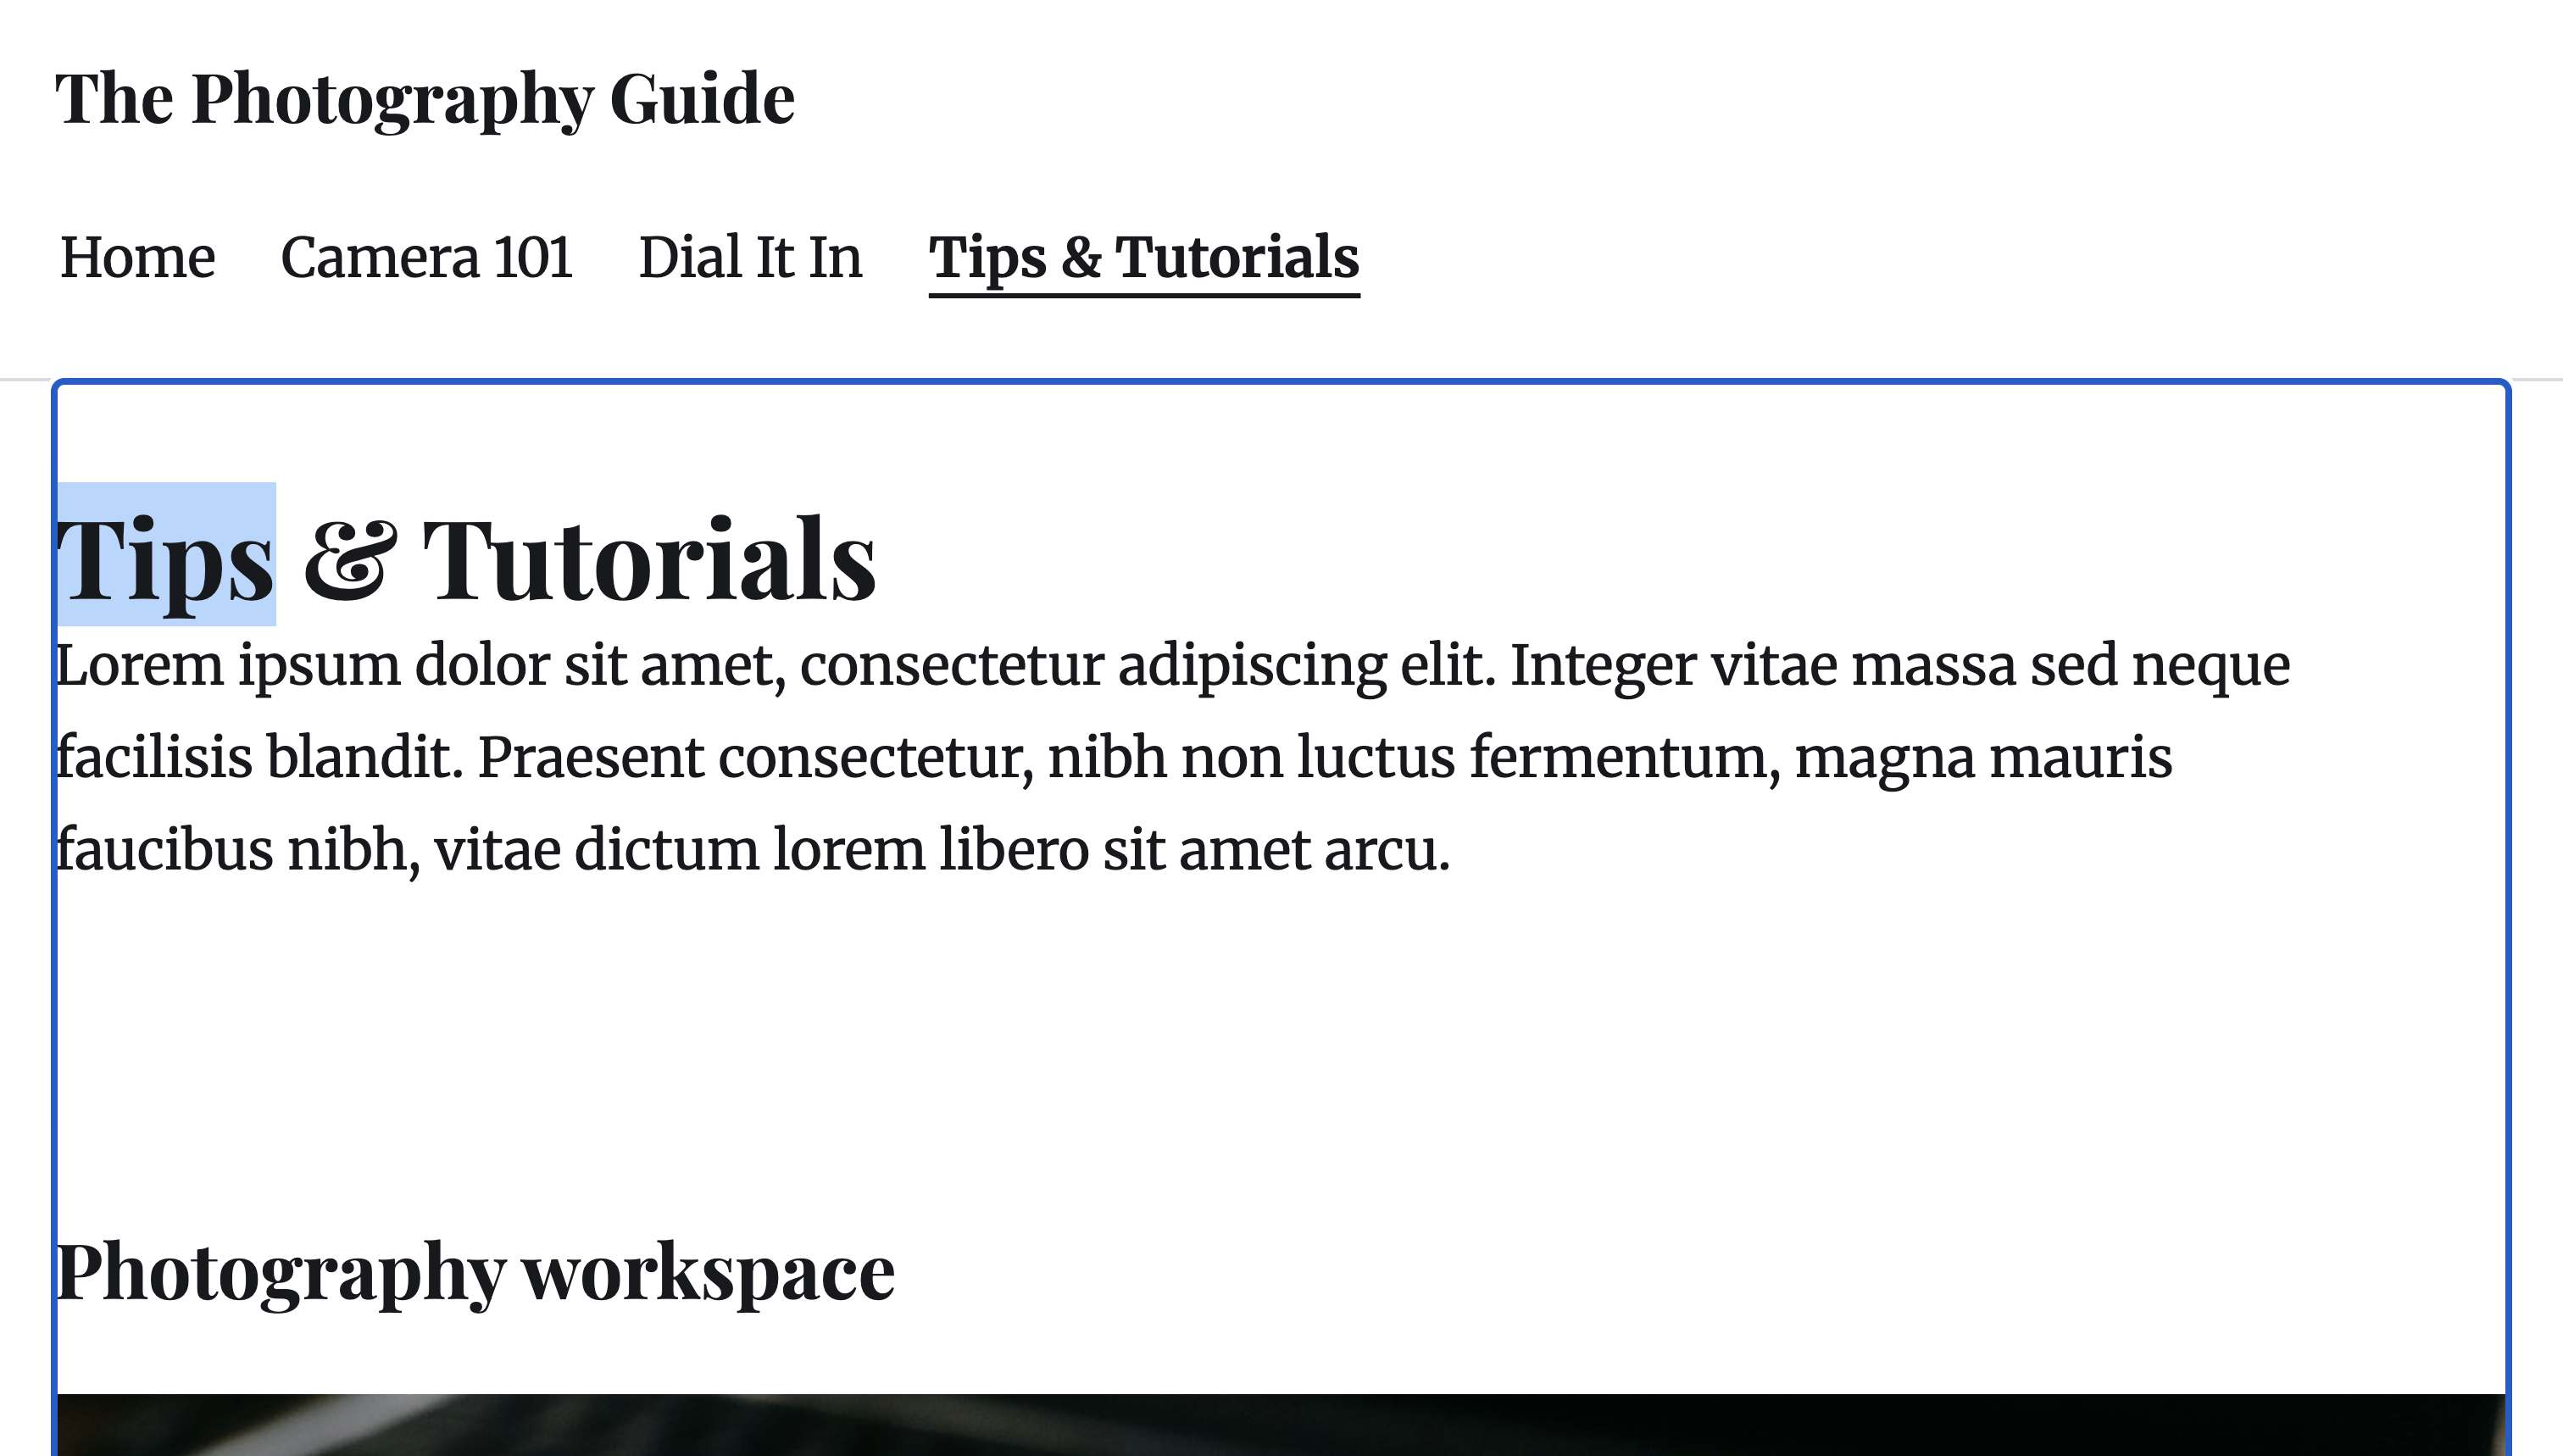 The Photography Guide
Home Camera 101 Dial It In Tips & Tutorials
Tips & Tutorials
Lorem ipsum dolor sit amet, consectetur adipiscing elit. Integer vitae massa sed neque
facilisis blandit. Praesent consectetur, nibh non luctus fermentum, magna mauris
faucibus nibh, vitae dictum lorem libero sit amet arcu.
Photography workspace